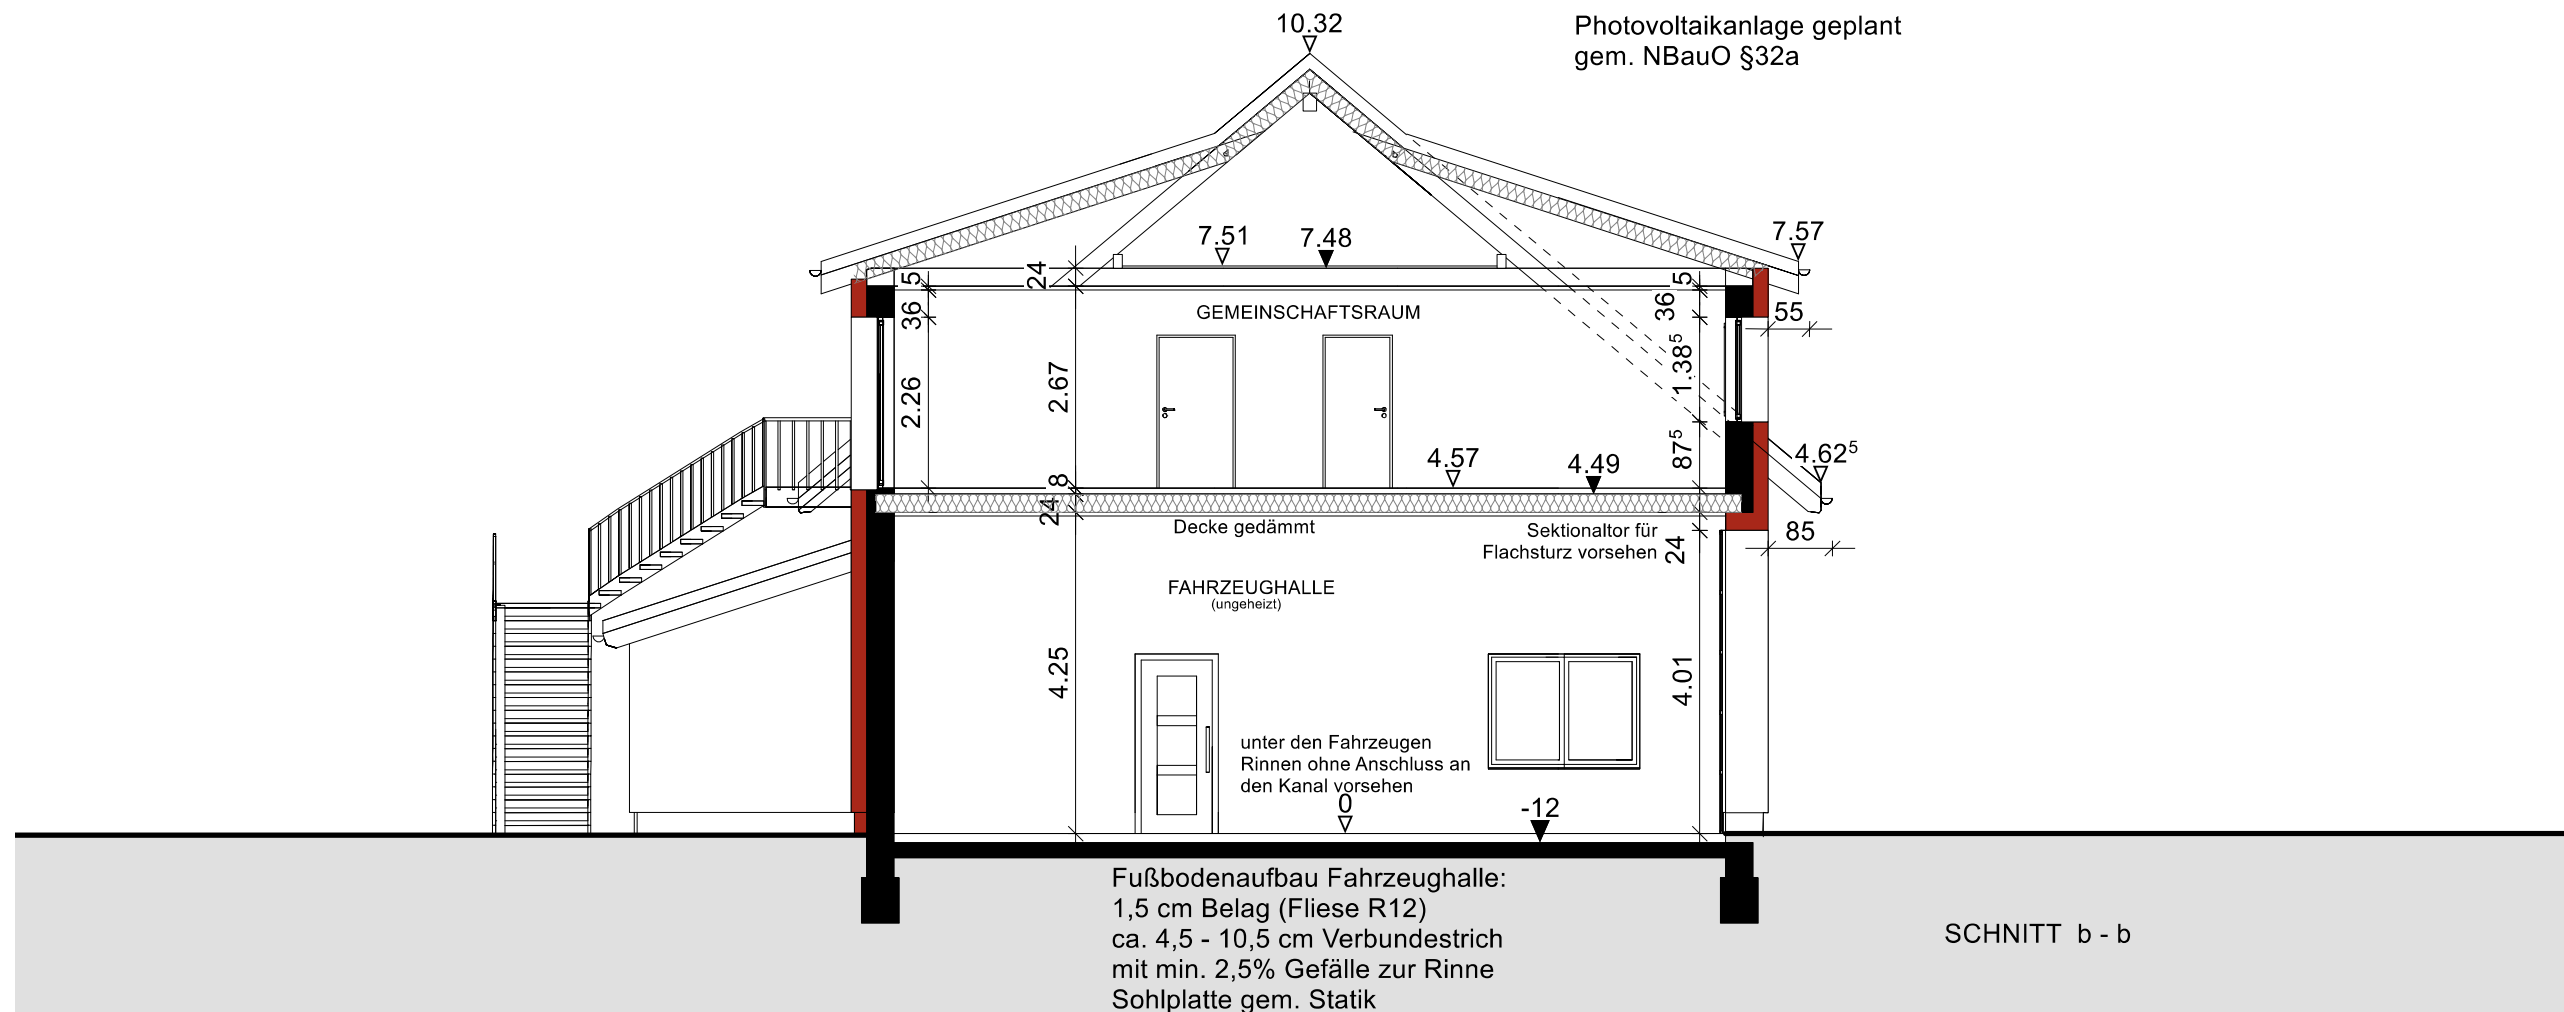 10.32
Photovoltaikanlage geplant
gem. NBauO §32a
7.51
7.48
7.57
24
5
5
36
36
55
GEMEINSCHAFTSRAUM
2.26
2.67
1.38⁵
87⁵
4.57
4.49
4.62⁵
8
24
Decke gedämmt
Sektionaltor für
Flachsturz vorsehen
24
85
FAHRZEUGHALLE
(ungeheizt)
4.25
4.01
unter den Fahrzeugen
Rinnen ohne Anschluss an
den Kanal vorsehen
0
-12
Fußbodenaufbau Fahrzeughalle:
1,5 cm Belag (Fliese R12)
ca. 4,5 - 10,5 cm Verbundestrich
mit min. 2,5% Gefälle zur Rinne
Sohlplatte gem. Statik
SCHNITT b - b